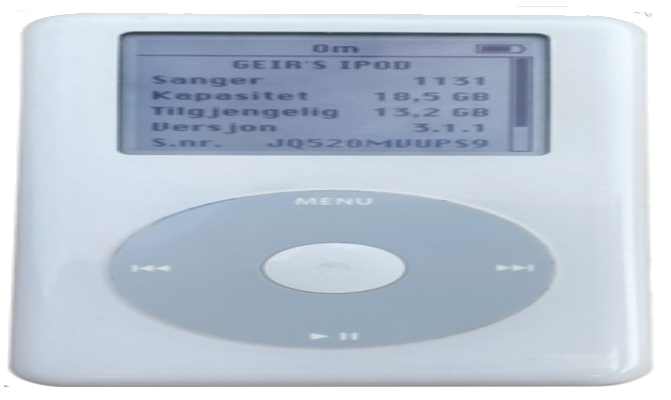 Om
GEIR'S IPOD
Sanger 1131
Kapasitet 18,5 GB
Tilgjengelig 13,2 GB
Versjon 3.1.1
S.nr. JQ520MVUPS9
MENU